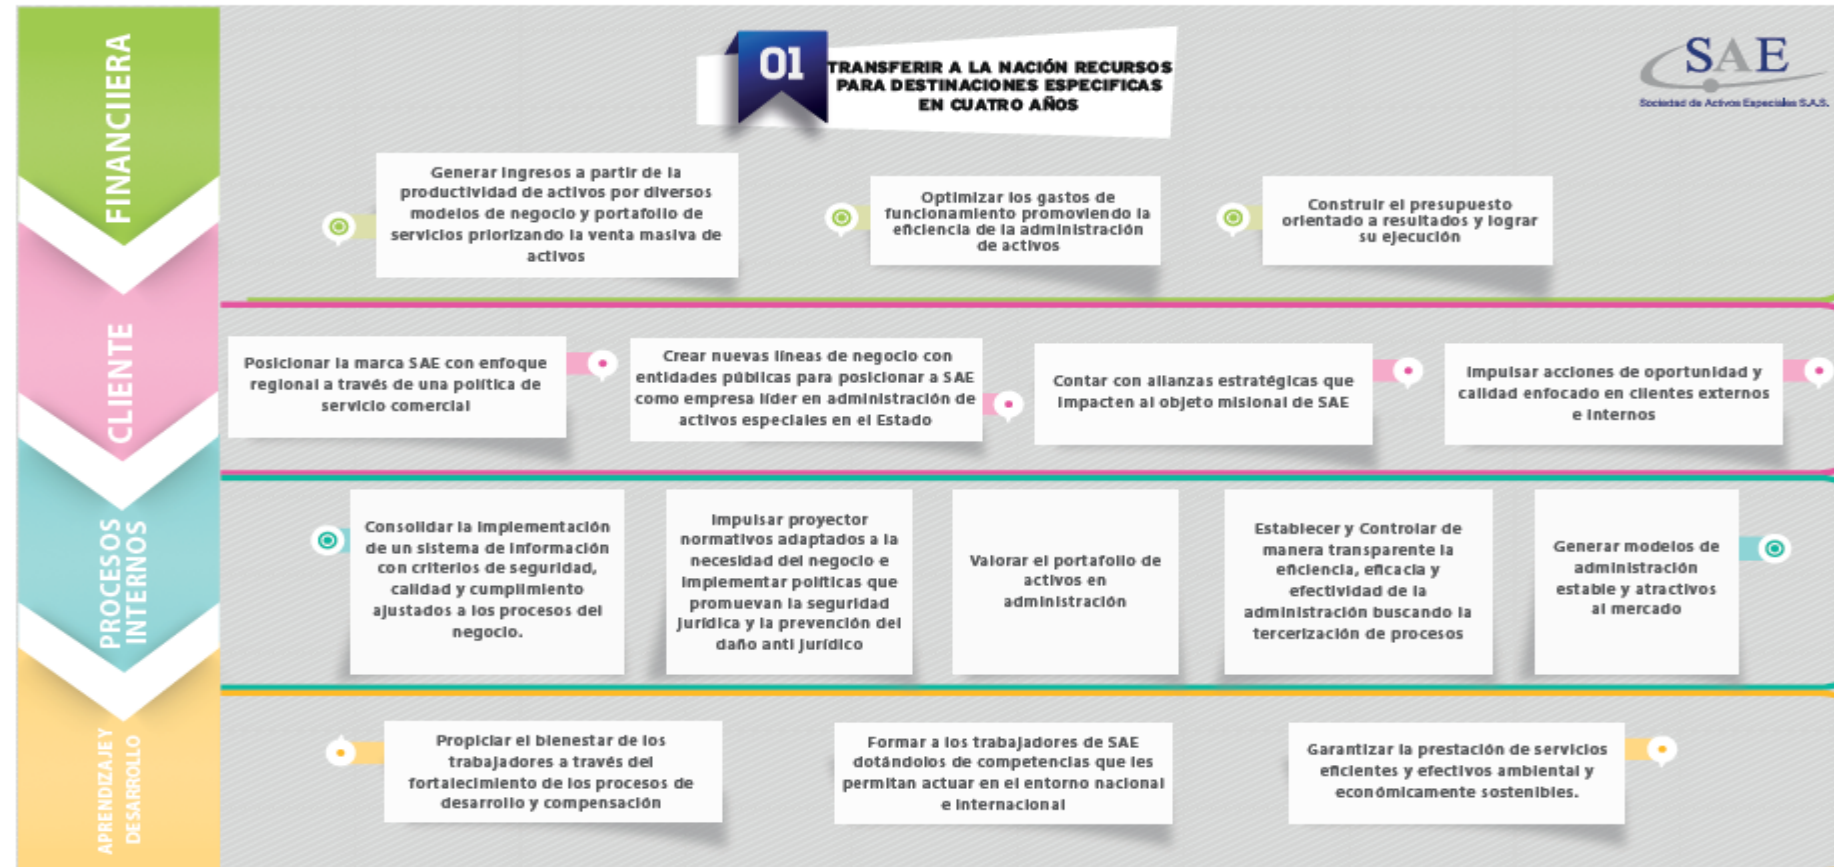 FINANCIIERA
01
TRANSFERIR A LA NACIÓN RECURSOS
PARA DESTINACIONES ESPECIFICAS
EN CUATRO AÑOS
SAE
Sociedad de Activos Especiales S.A.S.
Generar ingresos a partir de la
productividad de activos por diversos
modelos de negocio y portafolio de
servicios priorizando la venta masiva de
activos
Optimizar los gastos de
funcionamiento promoviendo la
eficiencia de la administración
de activos
Construir el presupuesto
orientado a resultados y lograr
su ejecución
CLIENTE
Posicionar la marca SAE con enfoque
regional a través de una política de
servicio comercial
Crear nuevas líneas de negocio con
entidades públicas para posicionar a SAE
como empresa líder en administración de
activos especiales en el Estado
Contar con alianzas estratégicas que
impacten al objeto misional de SAE
Impulsar acciones de oportunidad y
calidad enfocado en clientes externos
e internos
PROCESOS
INTERNOS
Consolidar la implementación
de un sistema de información
con criterios de seguridad,
calidad y cumplimiento
ajustados a los procesos del
negocio.
Impulsar proyector
normativos adaptados a la
necesidad del negocio e
implementar políticas que
promuevan la seguridad
jurídica y la prevención del
daño anti jurídico
Valorar el portafolio de
activos en
administración
Establecer y Controlar de
manera transparente la
eficiencia, eficacia y
efectividad de la
administración buscando la
tercerización de procesos
Generar modelos de
administración
estable y atractivos
al mercado
APRENDIZAJE Y
DESARROLLO
Propiciar el bienestar de los
trabajadores a través del
fortalecimiento de los procesos de
desarrollo y compensación
Formar a los trabajadores de SAE
dotándolos de competencias que les
permitan actuar en el entorno nacional
e internacional
Garantizar la prestación de servicios
eficientes y efectivos ambiental y
económicamente sostenibles.